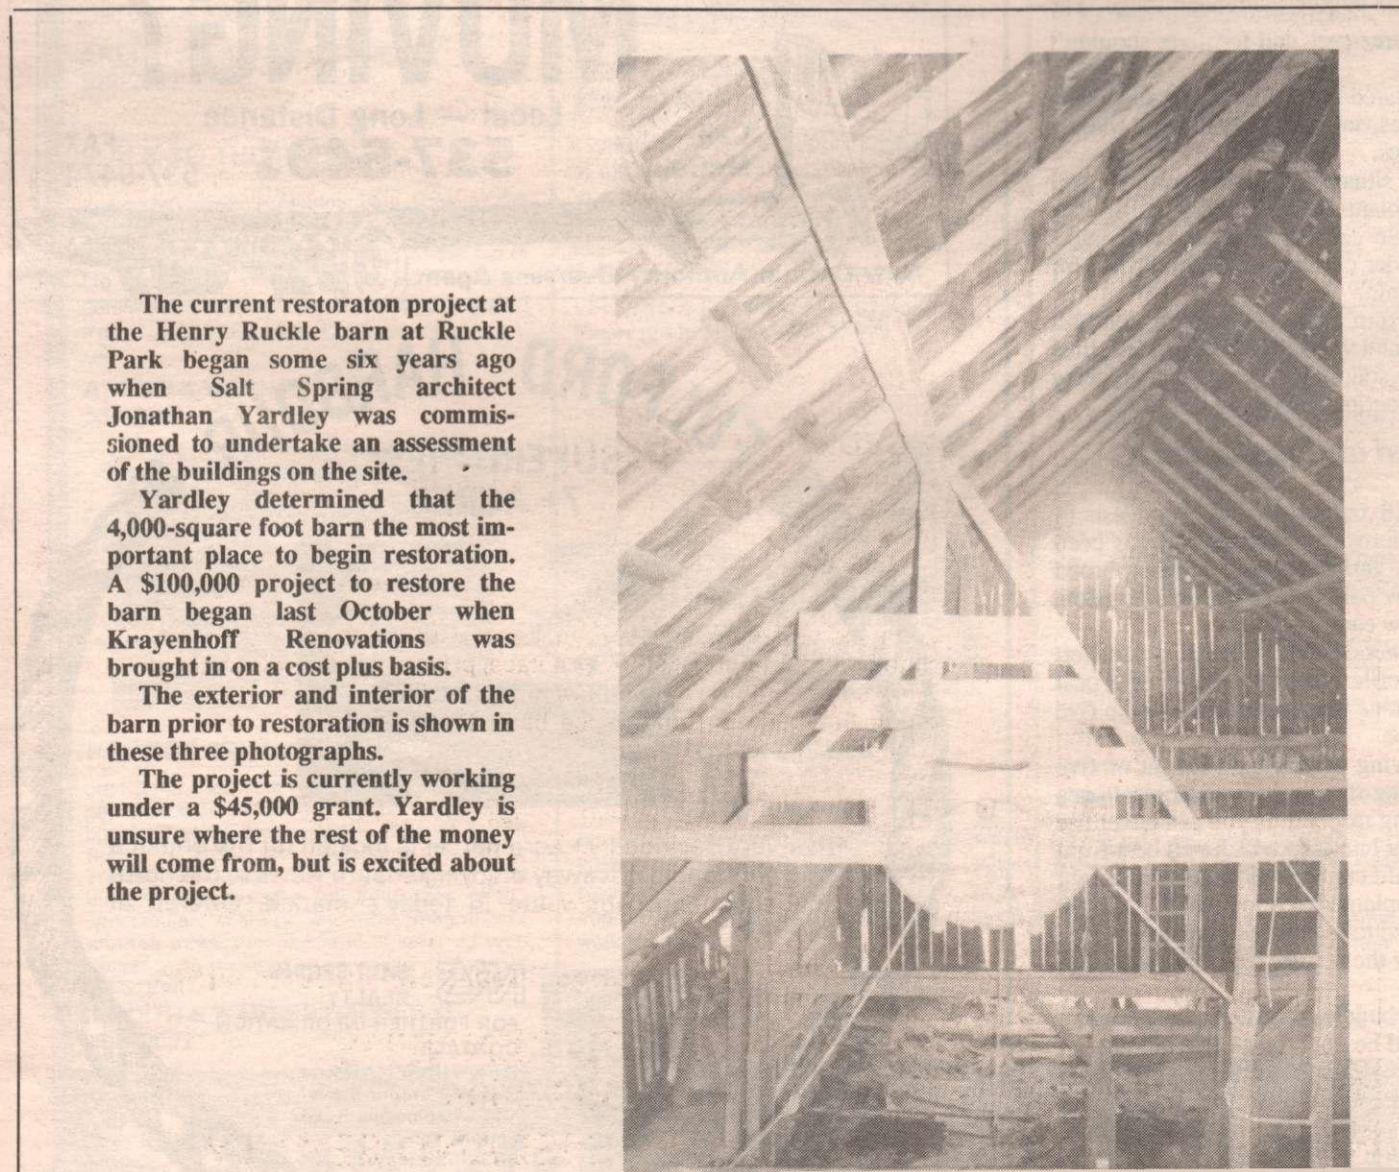 MOVING?
Local — Long Distance
537-5491
The current restoraton project at
the Henry Ruckle barn at Ruckle
Park began some six years ago
when Salt Spring architect
Jonathan Yardley was commis-
sioned to undertake an assessment
of the buildings on the site.
Yardley determined that the
4,000-square foot barn the most im-
portant place to begin restoration.
A $100,000 project to restore the
barn began last October when
Krayenhoff Renovations was
brought in on a cost plus basis.
The exterior and interior of the
barn prior to restoration is shown in
these three photographs.
The project is currently working
under a $45,000 grant. Yardley is
unsure where the rest of the money
will come from, but is excited about
the project.